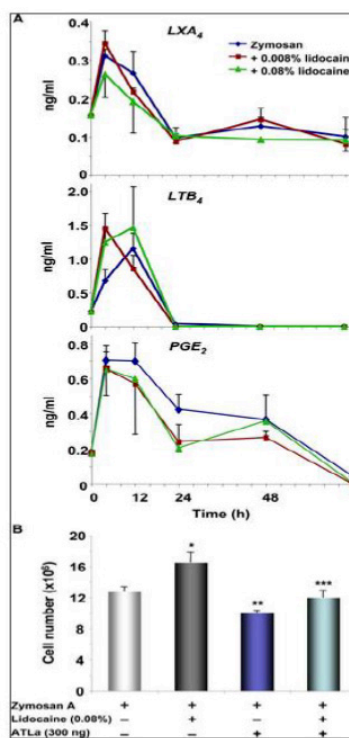 A
LXA4
Zymosan
+ 0.008% lidocain
+ 0.08% lidocaine
ng/ml
0.4
0.3
0.2
0.1
0.0
LTB4
ng/ml
2.0
1.5
1.0
0.5
0.0
PGE2
ng/ml
0.8
0.6
0.4
0.2
0
0 12 24 48
Time (h)
B
Cell number (x10⁶)
20
16
12
8
4
0
* ** ***
Zymosan A + + + +
Lidocaine (0.08%) – + – +
ATLa (300 ng) – – + +